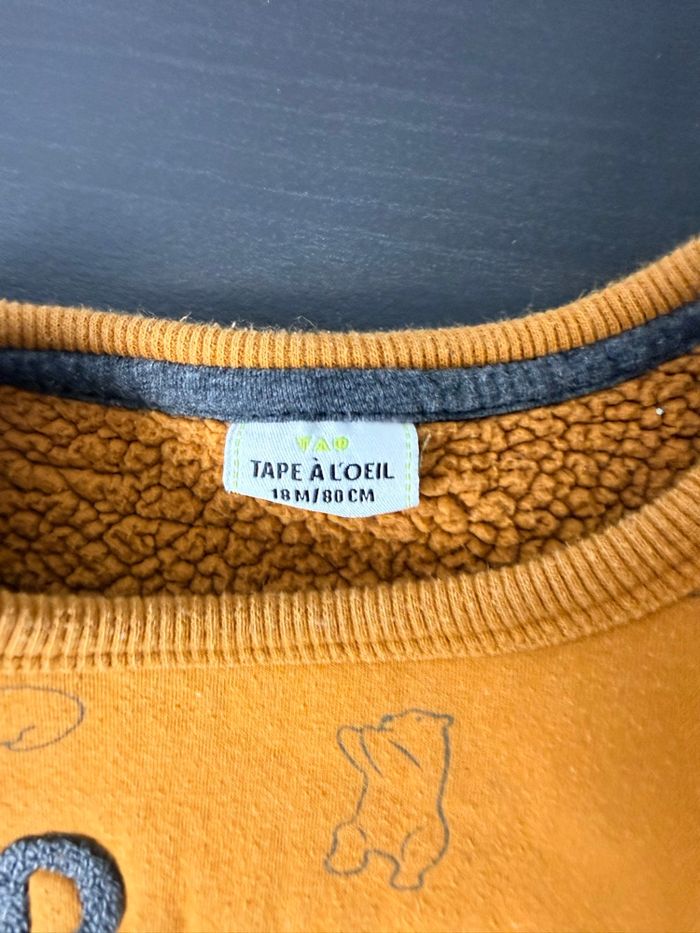 TAO
TAPE À L'OEIL
18 M/80 CM